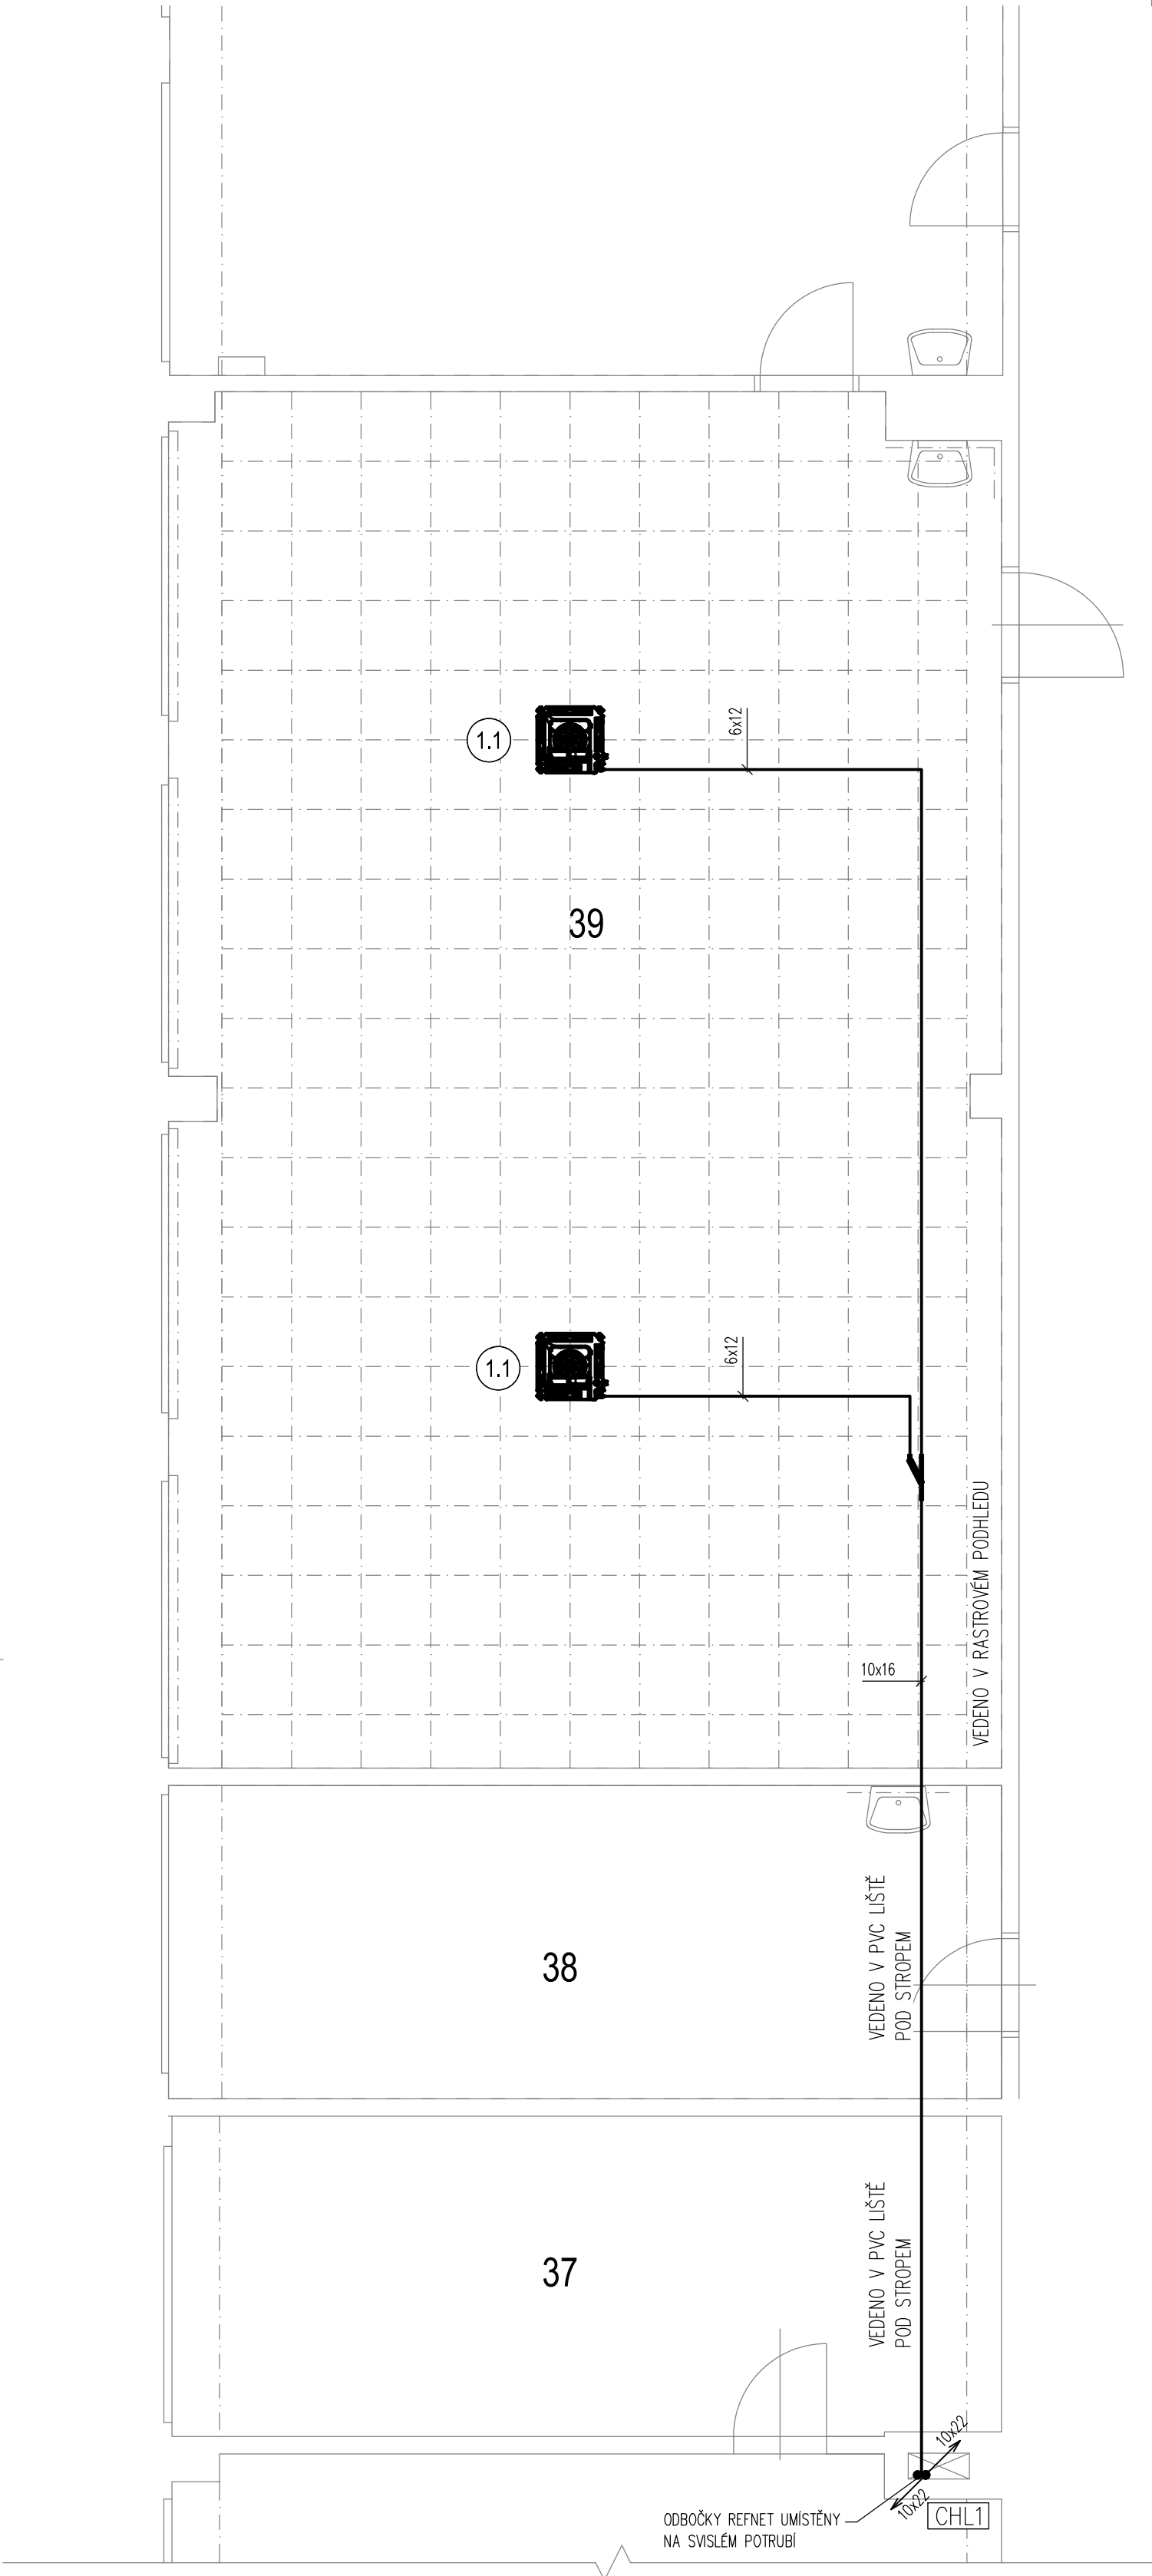 1.1
6x12
39
1.1
6x12
VEDENO V RASTROVÉM PODHLEDU
10x16
38
VEDENO V PVC LIŠTĚ
POD STROPEM
37
VEDENO V PVC LIŠTĚ
POD STROPEM
10x22
10x22
CHL1
ODBOČKY REFNET UMÍSTĚNY
NA SVISLÉM POTRUBÍ